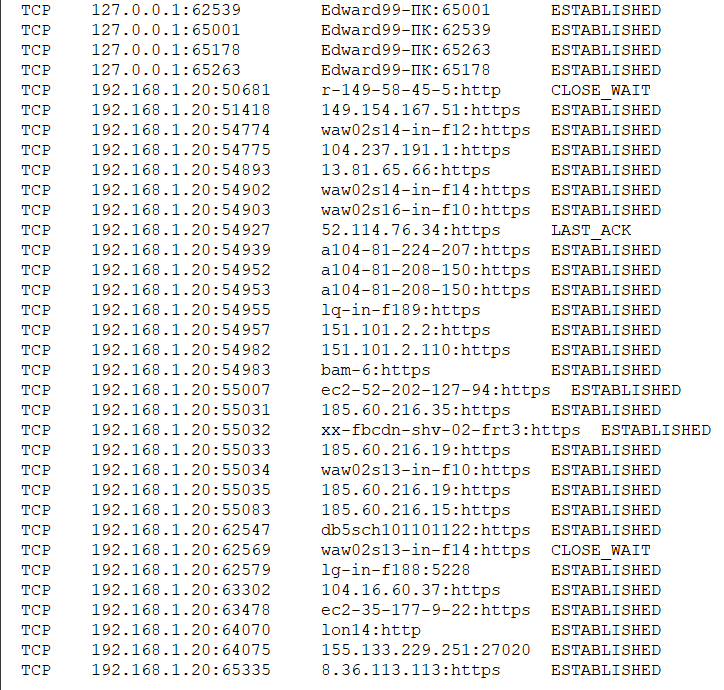 TCP 127.0.0.1:62539 Edward99-ПК:65001 ESTABLISHED
TCP 127.0.0.1:65001 Edward99-ПК:62539 ESTABLISHED
TCP 127.0.0.1:65178 Edward99-ПК:65263 ESTABLISHED
TCP 127.0.0.1:65263 Edward99-ПК:65178 ESTABLISHED
TCP 192.168.1.20:50681 r-149-58-45-5:http CLOSE_WAIT
TCP 192.168.1.20:51418 149.154.167.51:https ESTABLISHED
TCP 192.168.1.20:54774 waw02s14-in-f12:https ESTABLISHED
TCP 192.168.1.20:54775 104.237.191.1:https ESTABLISHED
TCP 192.168.1.20:54893 13.81.65.66:https ESTABLISHED
TCP 192.168.1.20:54902 waw02s14-in-f14:https ESTABLISHED
TCP 192.168.1.20:54903 waw02s16-in-f10:https ESTABLISHED
TCP 192.168.1.20:54927 52.114.76.34:https LAST_ACK
TCP 192.168.1.20:54939 a104-81-224-207:https ESTABLISHED
TCP 192.168.1.20:54952 a104-81-208-150:https ESTABLISHED
TCP 192.168.1.20:54953 a104-81-208-150:https ESTABLISHED
TCP 192.168.1.20:54955 lq-in-f189:https ESTABLISHED
TCP 192.168.1.20:54957 151.101.2.2:https ESTABLISHED
TCP 192.168.1.20:54982 151.101.2.110:https ESTABLISHED
TCP 192.168.1.20:54983 bam-6:https ESTABLISHED
TCP 192.168.1.20:55007 ec2-52-202-127-94:https ESTABLISHED
TCP 192.168.1.20:55031 185.60.216.35:https ESTABLISHED
TCP 192.168.1.20:55032 xx-fbcdn-shv-02-frt3:https ESTABLISHED
TCP 192.168.1.20:55033 185.60.216.19:https ESTABLISHED
TCP 192.168.1.20:55034 waw02s13-in-f10:https ESTABLISHED
TCP 192.168.1.20:55035 185.60.216.19:https ESTABLISHED
TCP 192.168.1.20:55083 185.60.216.15:https ESTABLISHED
TCP 192.168.1.20:62547 db5sch101101122:https ESTABLISHED
TCP 192.168.1.20:62569 waw02s13-in-f14:https CLOSE_WAIT
TCP 192.168.1.20:62579 lg-in-f188:5228 ESTABLISHED
TCP 192.168.1.20:63302 104.16.60.37:https ESTABLISHED
TCP 192.168.1.20:63478 ec2-35-177-9-22:https ESTABLISHED
TCP 192.168.1.20:64070 lon14:http ESTABLISHED
TCP 192.168.1.20:64075 155.133.229.251:27020 ESTABLISHED
TCP 192.168.1.20:65335 8.36.113.113:https ESTABLISHED